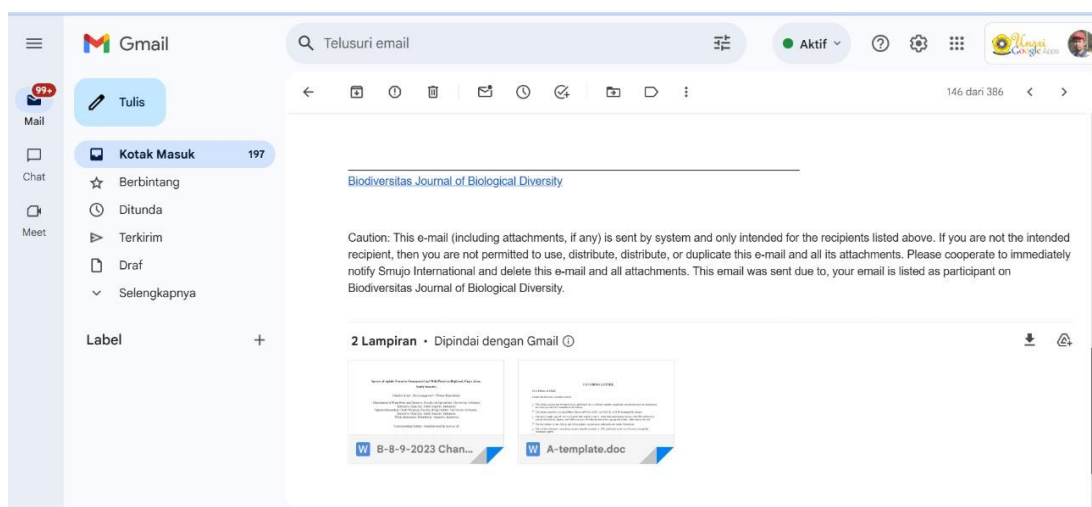 Gmail
Telusuri email
Aktif
Unsri
Google Apps
99+
Mail
Tulis
146 dari 386
Kotak Masuk 197
Chat
Berbintang
Biodiversitas Journal of Biological Diversity
Ditunda
Meet
Terkirim
Caution: This e-mail (including attachments, if any) is sent by system and only intended for the recipients listed above. If you are not the intended
recipient, then you are not permitted to use, distribute, distribute, or duplicate this e-mail and all its attachments. Please cooperate to immediately
notify Smujo International and delete this e-mail and all attachments. This email was sent due to, your email is listed as participant on
Biodiversitas Journal of Biological Diversity.
Draf
Selengkapnya
Label
2 Lampiran • Dipindai dengan Gmail
B-8-9-2023 Chan...
A-template.doc